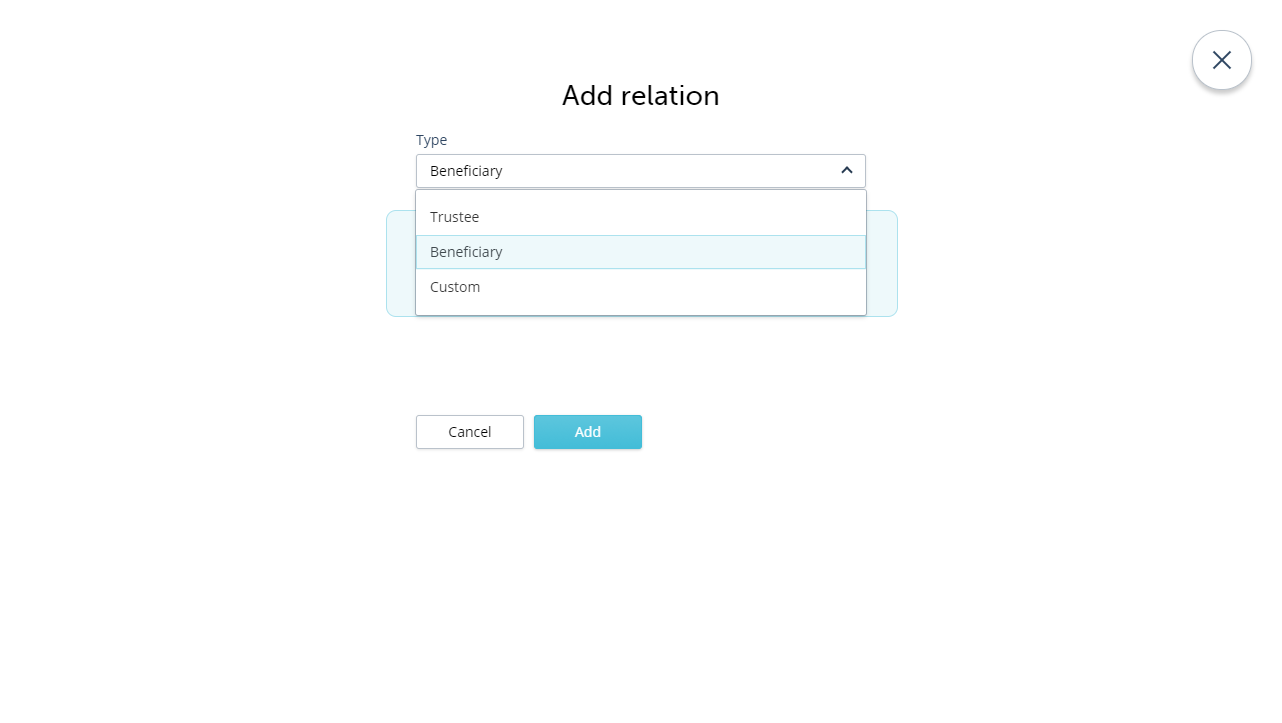 Add relation
Type
Beneficiary
Trustee
Beneficiary
Custom
Cancel
Add